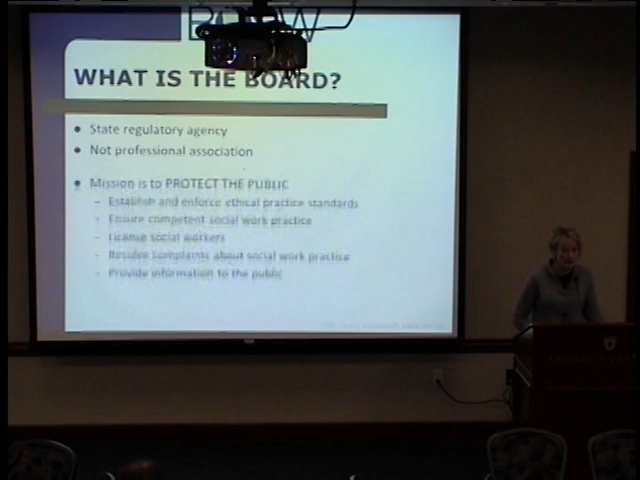 WHAT IS THE BOARD?
• State regulatory agency
• Not professional association
• Mission is to PROTECT THE PUBLIC
– Establish and enforce ethical practice standards
– Ensure competent social work practice
– License social workers
– Resolve complaints about social work practice
– Provide information to the public